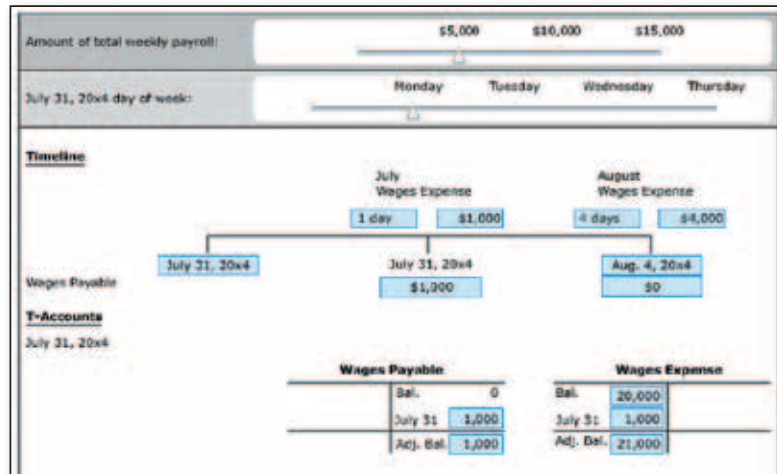 $5,000 $10,000 $15,000
Amount of total weekly payroll:
Monday Tuesday Wednesday Thursday
July 31, 20x4 day of week:
Timeline
July August
Wages Expense Wages Expense
1 day $1,000 4 days $4,000
July 31, 20x4 July 31, 20x4 Aug. 4, 20x4
Wages Payable $1,000 $0
T-Accounts
July 31, 20x4
Wages Payable Wages Expense
Bal. 0 Bal. 20,000
July 31 1,000 July 31 1,000
Adj. Bal. 1,000 Adj. Bal. 21,000